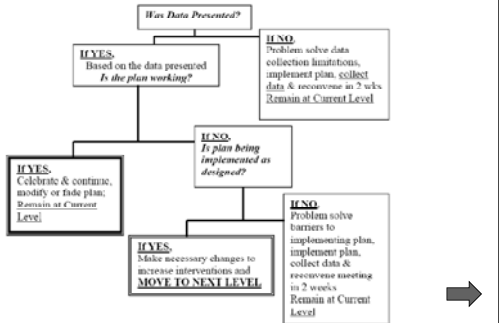 Was Data Presented?
If YES,
Based on the data presented
Is the plan working?
If NO,
Problem solve data
collection limitations,
implement plan, collect
data & reconvene in 2 wks
Remain at Current Level
If NO,
Is plan being
implemented as
designed?
If YES,
Celebrate & continue,
modify or fade plan;
Remain at Current
Level
If YES,
Make necessary changes to
increase interventions and
MOVE TO NEXT LEVEL
If NO,
Problem solve
barriers to
implementing plan,
implement plan,
collect data &
reconvene meeting
in 2 weeks
Remain at Current
Level